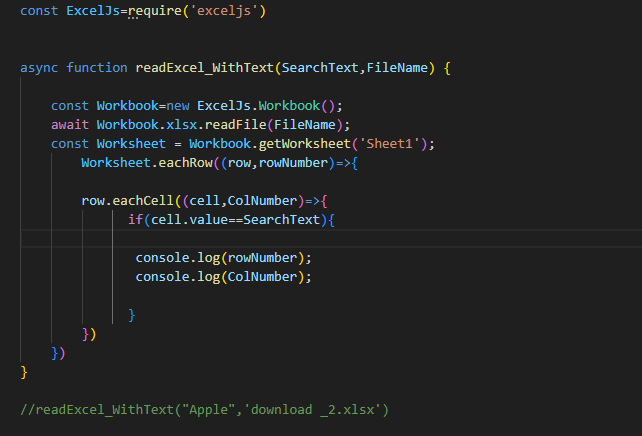 const ExcelJs=require('exceljs')
async function readExcel_WithText(SearchText,FileName) {
const Workbook=new ExcelJs.Workbook();
await Workbook.xlsx.readFile(FileName);
const Worksheet = Workbook.getWorksheet('Sheet1');
Worksheet.eachRow((row,rowNumber)=>{
row.eachCell((cell,ColNumber)=>{
if(cell.value==SearchText){
console.log(rowNumber);
console.log(ColNumber);
}
})
})
}
//readExcel_WithText("Apple",'download _2.xlsx')